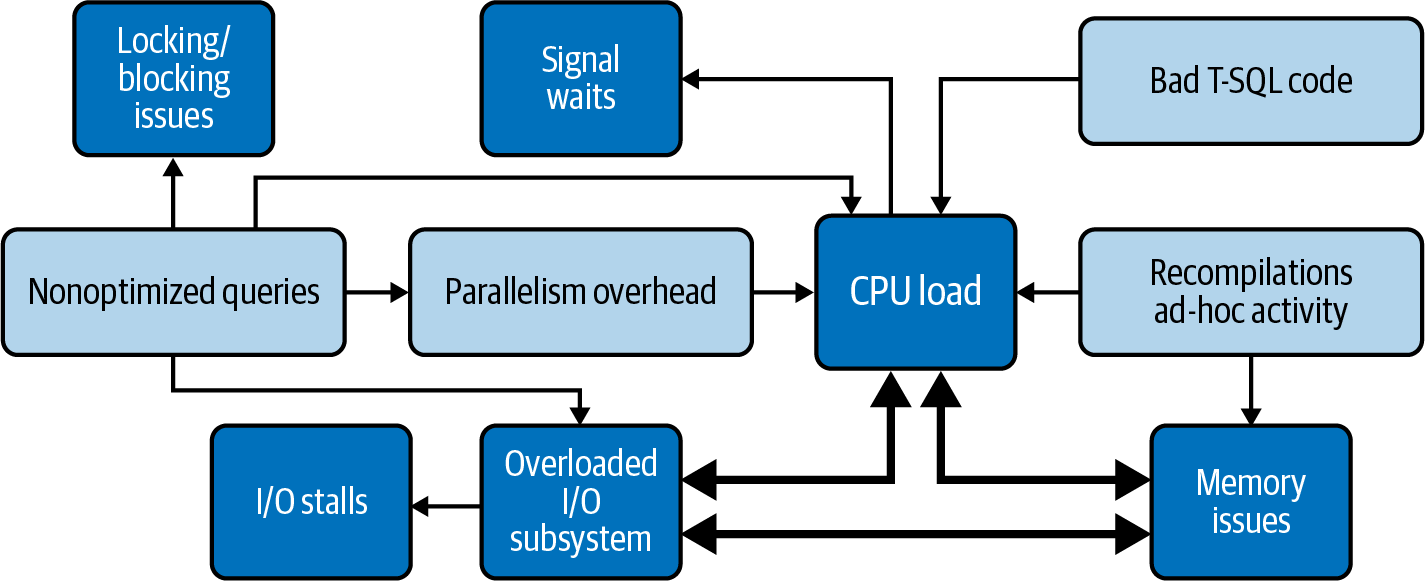 Locking/
blocking
issues
Signal
waits
Bad T-SQL code
Nonoptimized queries
Parallelism overhead
CPU load
Recompilations
ad-hoc activity
I/O stalls
Overloaded
I/O
subsystem
Memory
issues